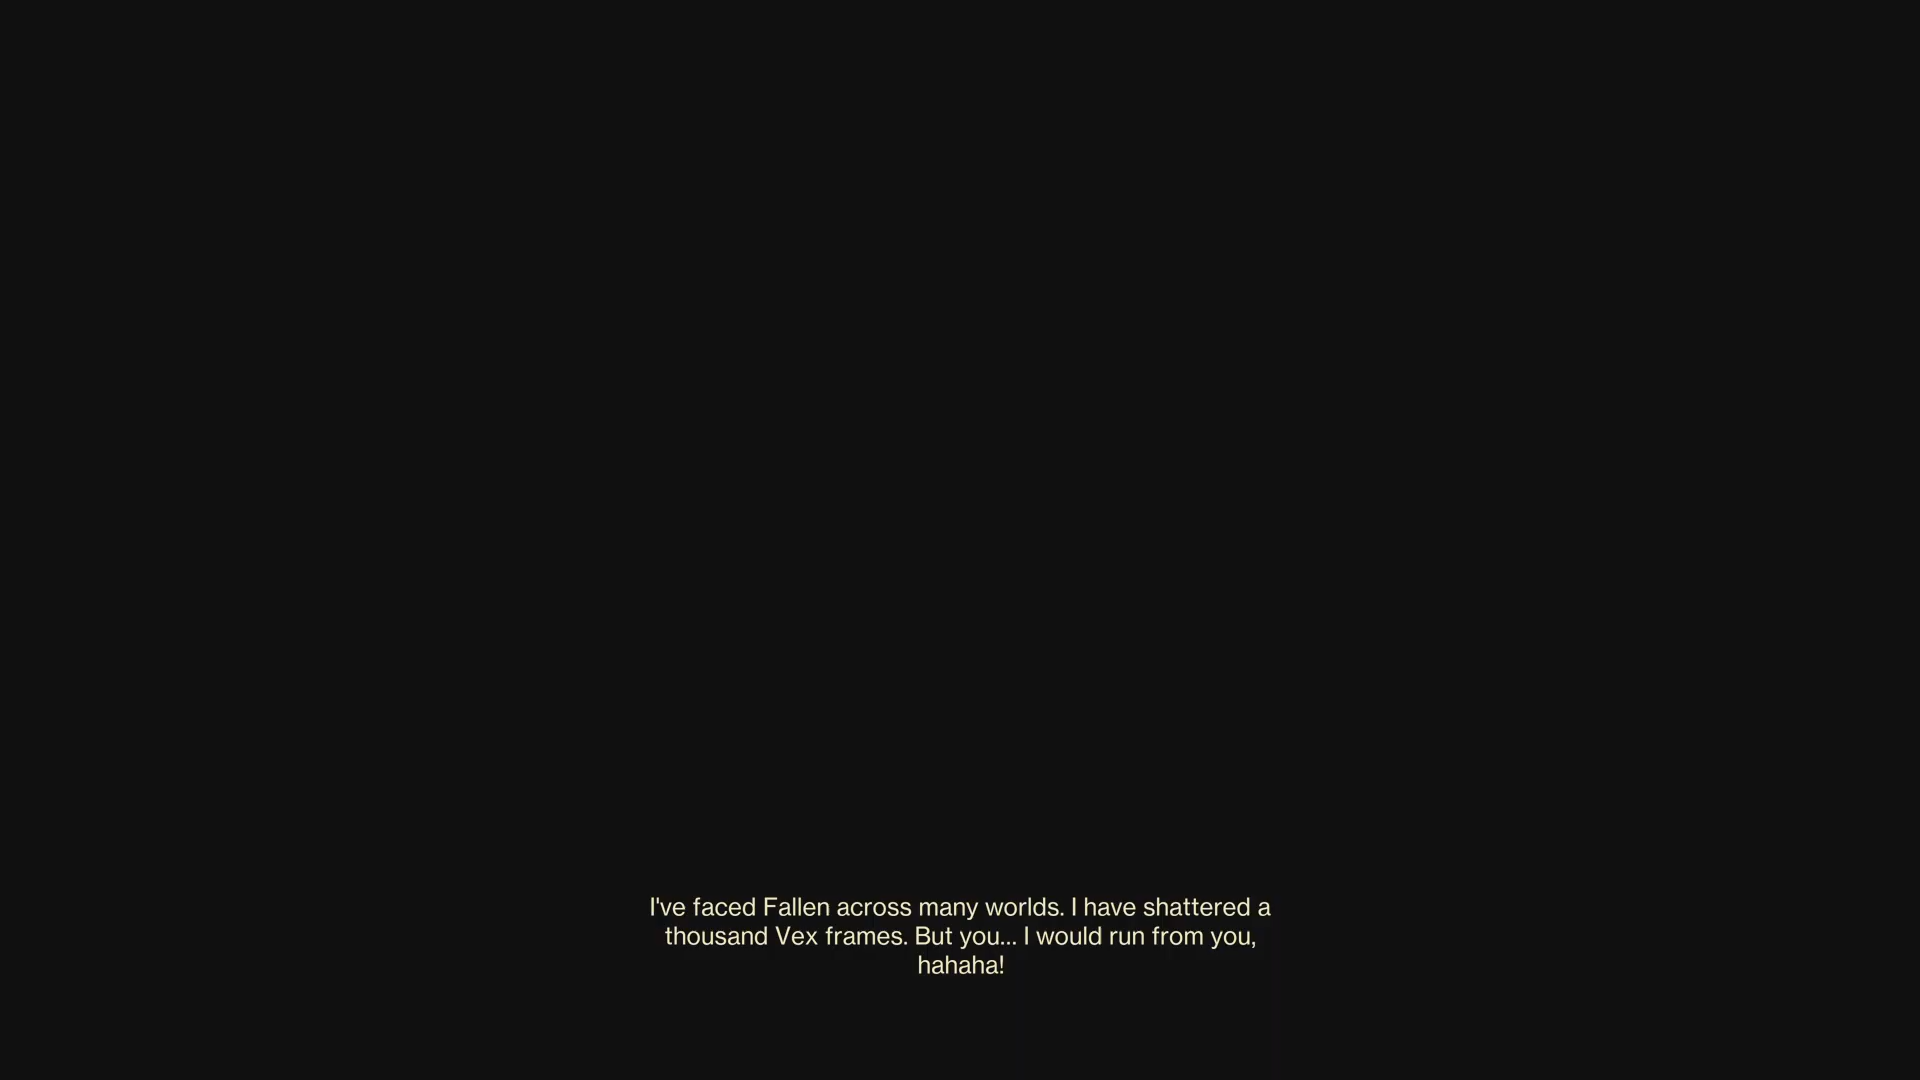 I've faced Fallen across many worlds. I have shattered a
thousand Vex frames. But you... I would run from you,
hahaha!